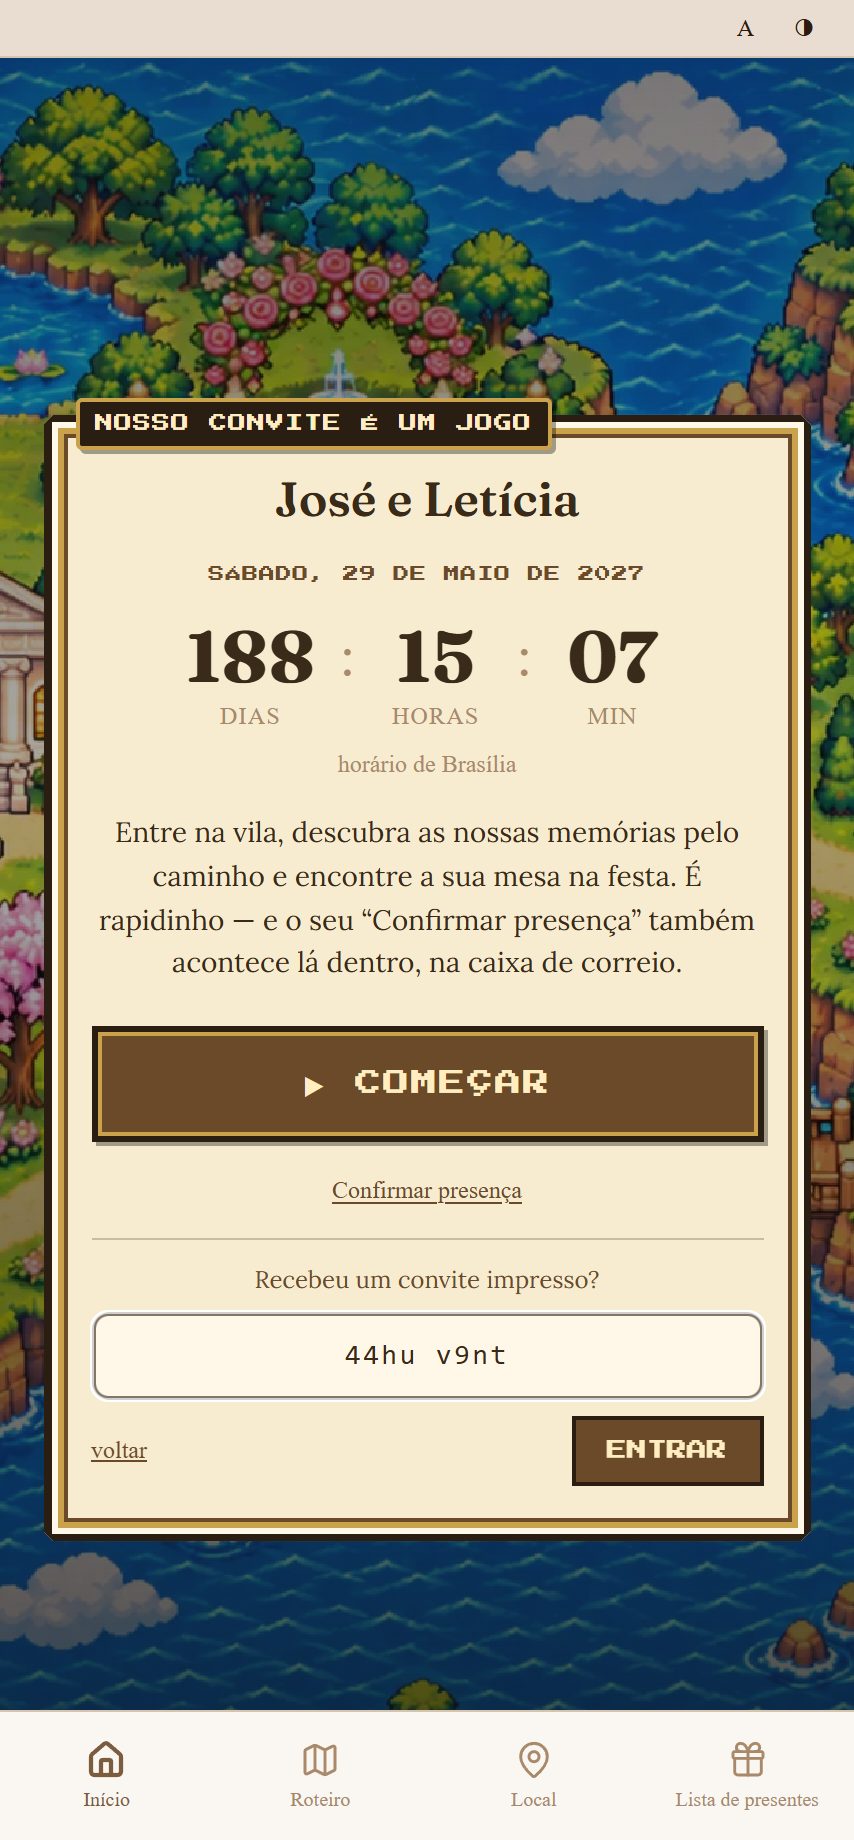 A
NOSSO CONVITE É UM JOGO
José e Letícia
SÁBADO, 29 DE MAIO DE 2027
188 : 15 : 07
DIAS HORAS MIN
horário de Brasília
Entre na vila, descubra as nossas memórias pelo
caminho e encontre a sua mesa na festa. É
rapidinho — e o seu “Confirmar presença” também
acontece lá dentro, na caixa de correio.
▶ COMEÇAR
Confirmar presença
Recebeu um convite impresso?
44hu v9nt
voltar
ENTRAR
Início Roteiro Local Lista de presentes